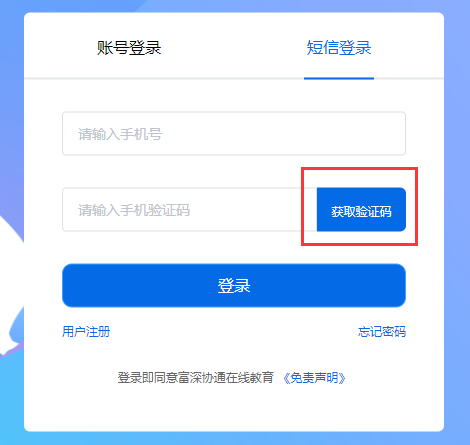 账号登录 短信登录
请输入手机号
请输入手机验证码 获取验证码
登录
用户注册 忘记密码
登录即同意富深协通在线教育 《免责声明》